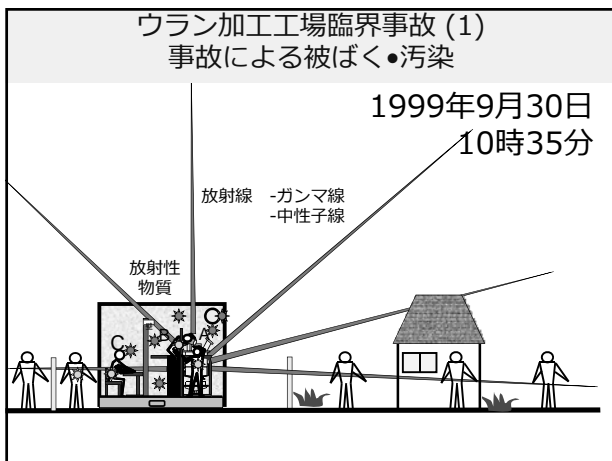 ウラン加工工場臨界事故 (1)
事故による被ばく•汚染
1999年9月30日
10時35分
放射線 -ガンマ線
-中性子線
放射性
物質
C B A